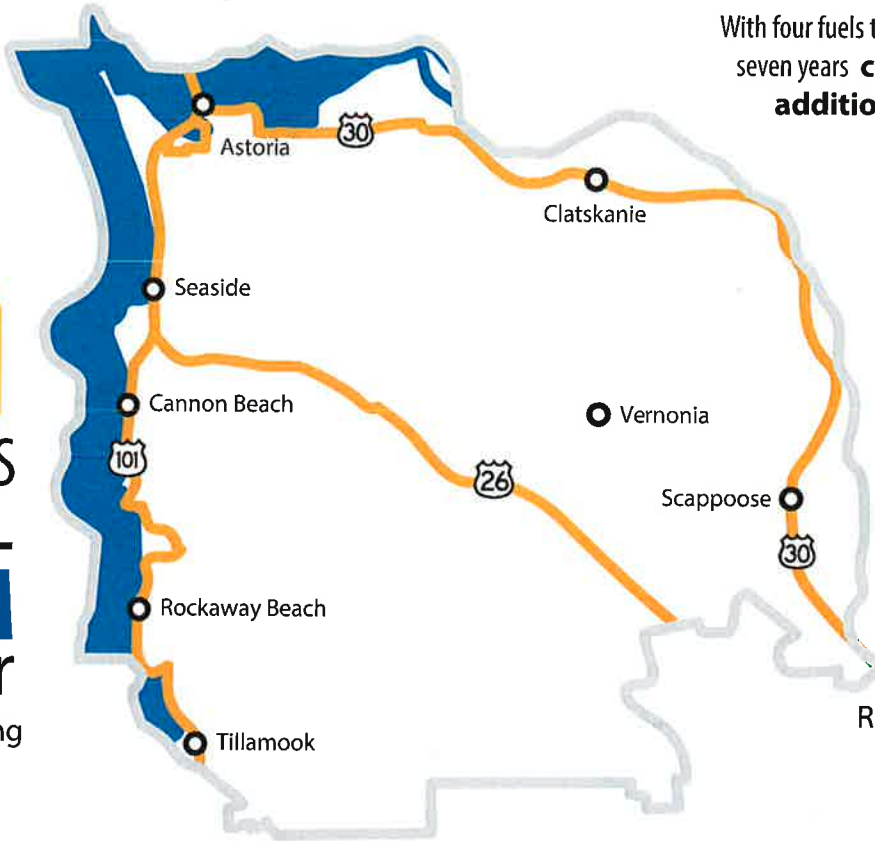 With four fuels t
seven years c
additio
30
Astoria
Clatskanie
Seaside
Cannon Beach
Vernonia
S
101
26
Scappoose
30
Rockaway Beach
r
R
ng
Tillamook